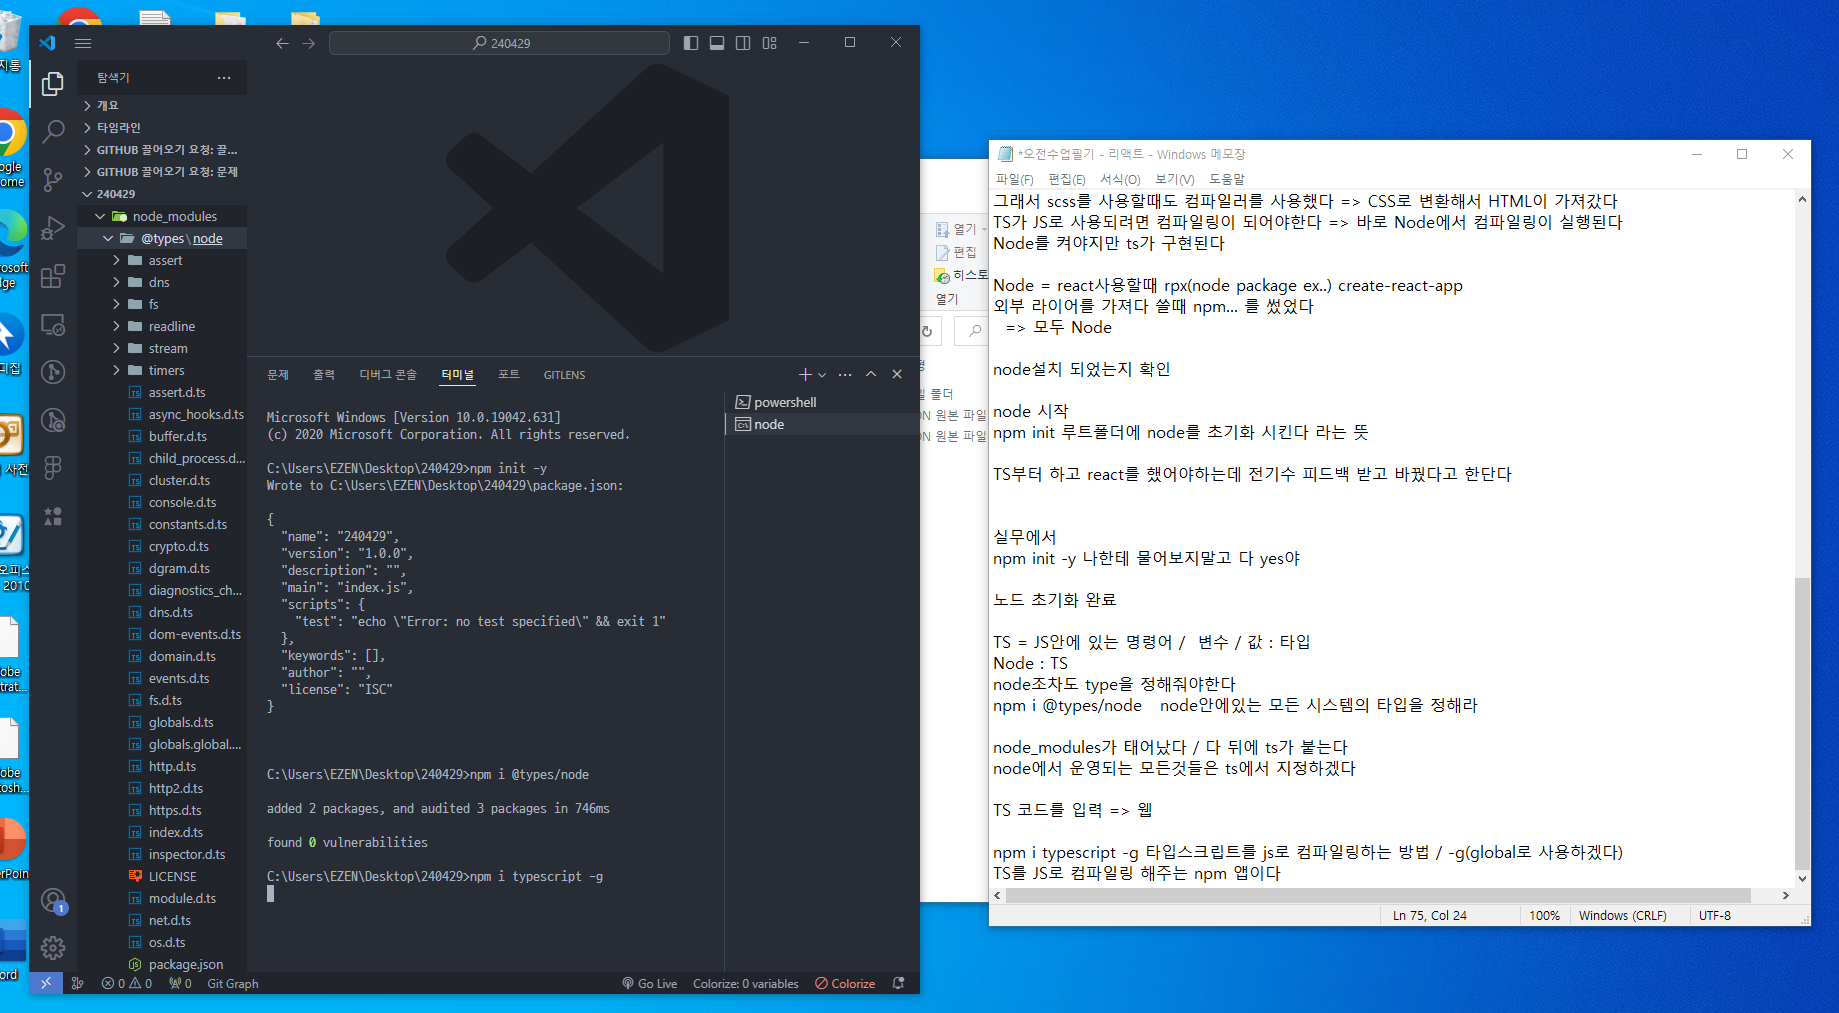 240429
탐색기
개요
타임라인
GITHUB 끌어오기 요청: 끌...
GITHUB 끌어오기 요청: 문제
240429
node_modules
@types\node
assert
dns
fs
readline
stream
timers
assert.d.ts
async_hooks.d.ts
buffer.d.ts
child_process.d...
cluster.d.ts
console.d.ts
constants.d.ts
crypto.d.ts
dgram.d.ts
diagnostics_ch...
dns.d.ts
dom-events.d.ts
domain.d.ts
events.d.ts
fs.d.ts
globals.d.ts
globals.global....
http.d.ts
http2.d.ts
https.d.ts
index.d.ts
inspector.d.ts
LICENSE
module.d.ts
net.d.ts
os.d.ts
package.json
문제 출력 디버그 콘솔 터미널 포트 GITLENS
powershell
node
Microsoft Windows [Version 10.0.19042.631]
(c) 2020 Microsoft Corporation. All rights reserved.
C:\Users\EZEN\Desktop\240429>npm init -y
Wrote to C:\Users\EZEN\Desktop\240429\package.json:
{
"name": "240429",
"version": "1.0.0",
"description": "",
"main": "index.js",
"scripts": {
"test": "echo \"Error: no test specified\" && exit 1"
},
"keywords": [],
"author": "",
"license": "ISC"
}
C:\Users\EZEN\Desktop\240429>npm i @types/node
added 2 packages, and audited 3 packages in 746ms
found 0 vulnerabilities
C:\Users\EZEN\Desktop\240429>npm i typescript -g
1
0 0 0 Git Graph Go Live Colorize: 0 variables Colorize
열기
편집
히스토
열기
폴더
원본 파일
원본 파일
*오전수업필기 - 리액트 - Windows 메모장
파일(F) 편집(E) 서식(O) 보기(V) 도움말
그래서 scss를 사용할때도 컴파일러를 사용했다 => CSS로 변환해서 HTML이 가져갔다
TS가 JS로 사용되려면 컴파일링이 되어야한다 => 바로 Node에서 컴파일링이 실행된다
Node를 켜야지만 ts가 구현된다
Node = react사용할때 rpx(node package ex..) create-react-app
외부 라이어를 가져다 쓸때 npm... 를 썼었다
=> 모두 Node
node설치 되었는지 확인
node 시작
npm init 루트폴더에 node를 초기화 시킨다 라는 뜻
TS부터 하고 react를 했어야하는데 전기수 피드백 받고 바꿨다고 한단다
실무에서
npm init -y 나한테 물어보지말고 다 yes야
노드 초기화 완료
TS = JS안에 있는 명령어 / 변수 / 값 : 타입
Node : TS
node조차도 type을 정해줘야한다
npm i @types/node node안에있는 모든 시스템의 타입을 정해라
node_modules가 태어났다 / 다 뒤에 ts가 붙는다
node에서 운영되는 모든것들은 ts에서 지정하겠다
TS 코드를 입력 => 웹
npm i typescript -g 타입스크립트를 js로 컴파일링하는 방법 / -g(global로 사용하겠다)
TS를 JS로 컴파일링 해주는 npm 앱이다
Ln 75, Col 24 100% Windows (CRLF) UTF-8